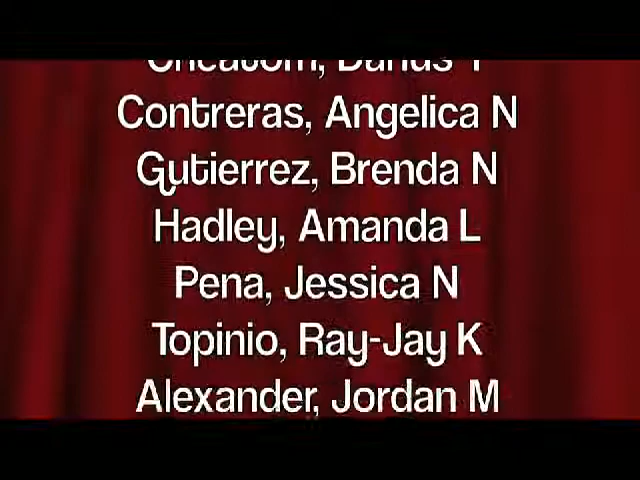 Contreras, Angelica N
Gutierrez, Brenda N
Hadley, Amanda L
Pena, Jessica N
Topinio, Ray-Jay K
Alexander, Jordan M